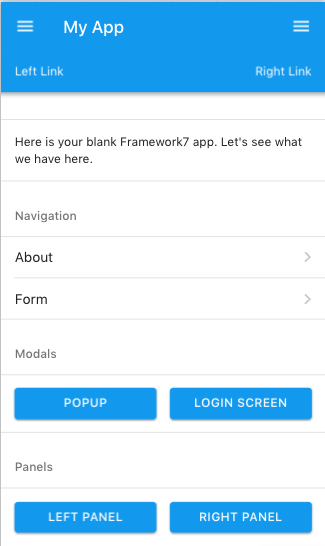 My App
Left Link
Right Link
Here is your blank Framework7 app. Let's see what
we have here.
Navigation
About
Form
Modals
POPUP
LOGIN SCREEN
Panels
LEFT PANEL
RIGHT PANEL